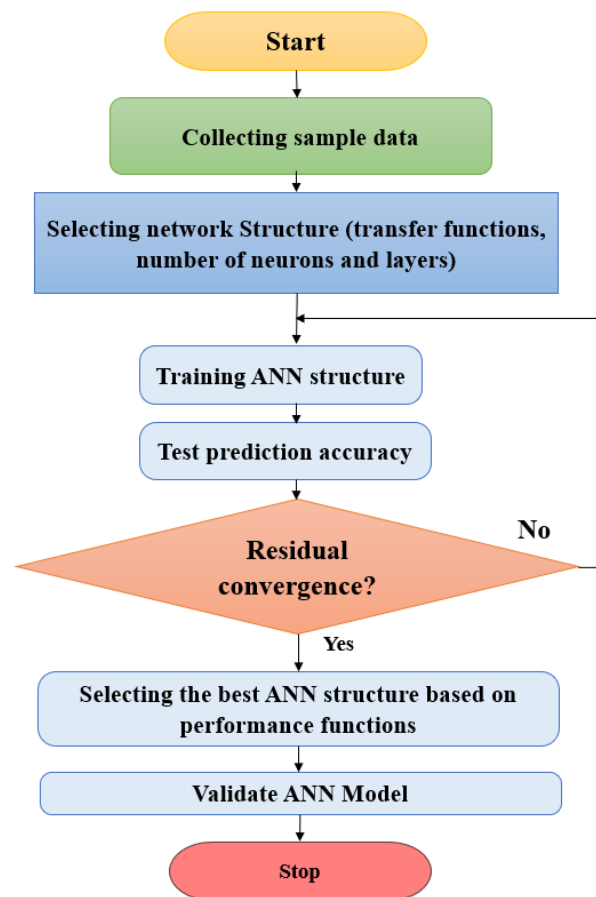 Start
Collecting sample data
Selecting network Structure (transfer functions,
number of neurons and layers)
Training ANN structure
Test prediction accuracy
No
Residual
convergence?
Yes
Selecting the best ANN structure based on
performance functions
Validate ANN Model
Stop